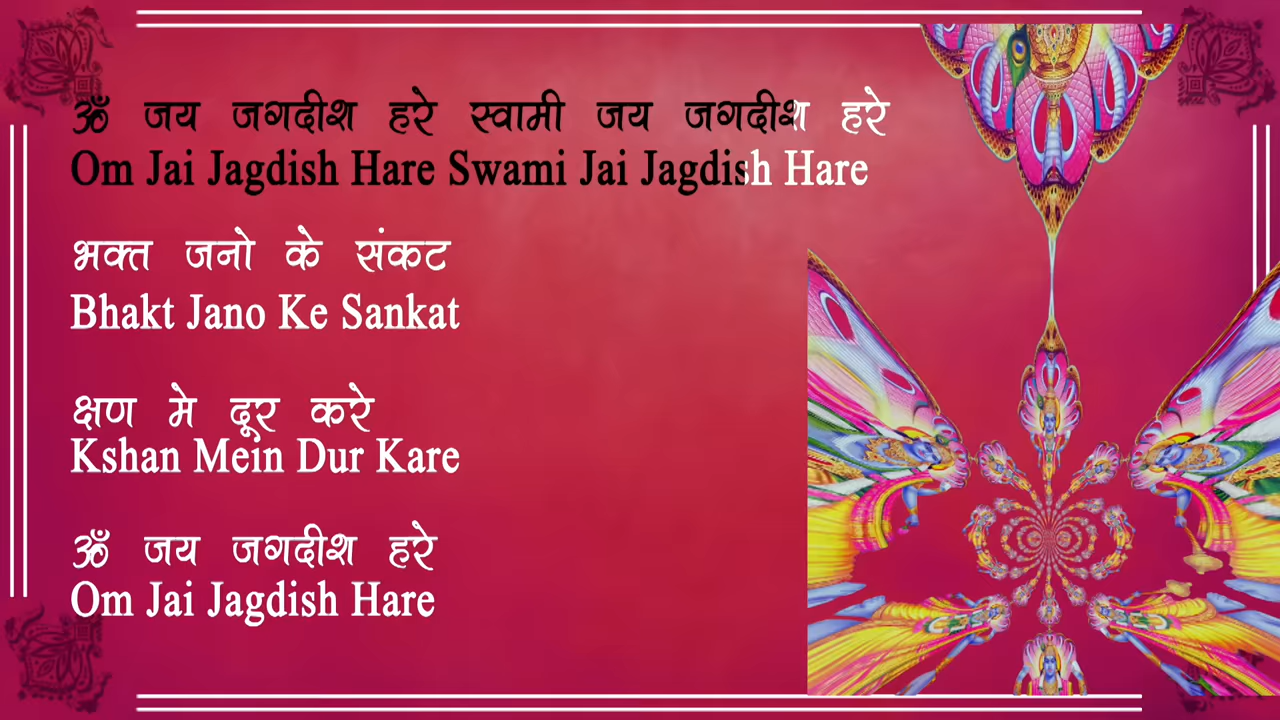 ॐ जय जगदीश हरे स्वामी जय जगदीश हरे
Om Jai Jagdish Hare Swami Jai Jagdish Hare
भक्त जनो के संकट
Bhakt Jano Ke Sankat
क्षण मे दूर करे
Kshan Mein Dur Kare
ॐ जय जगदीश हरे
Om Jai Jagdish Hare